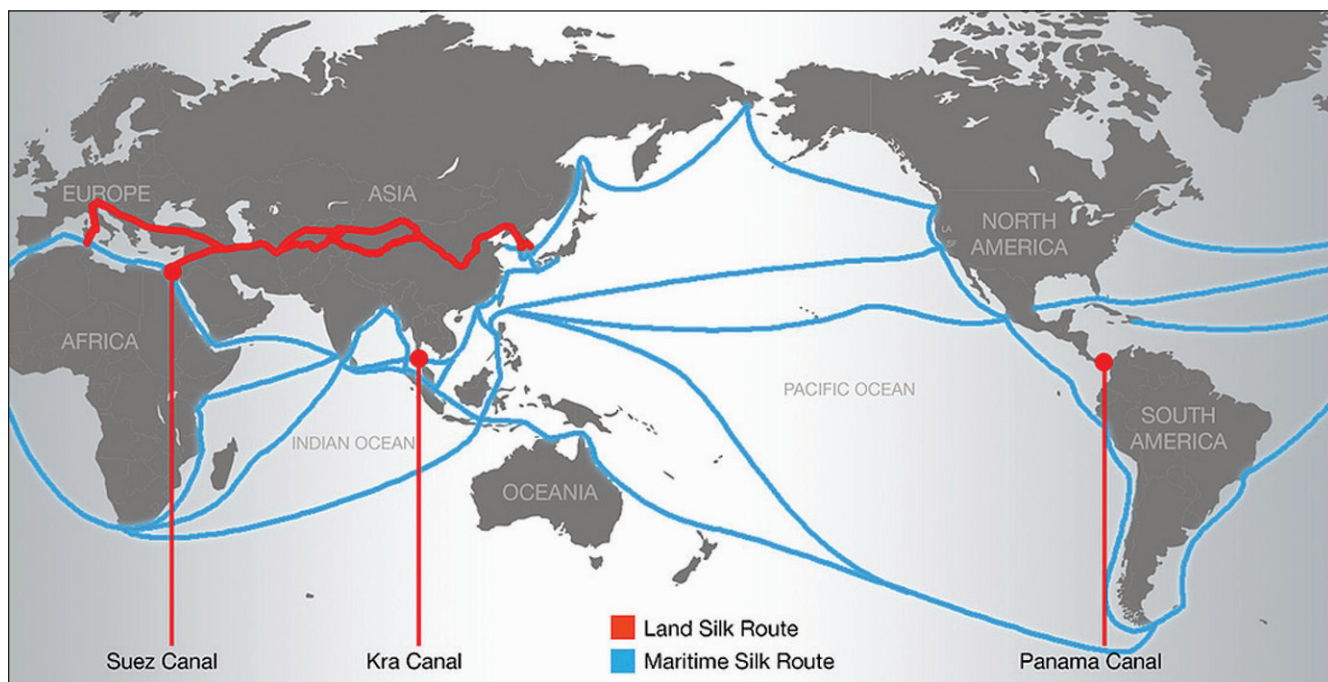 EUROPE
ASIA
NORTH
AMERICA
LA
SF
AFRICA
PACIFIC OCEAN
SOUTH
AMERICA
INDIAN OCEAN
OCEANIA
Land Silk Route
Maritime Silk Route
Suez Canal
Kra Canal
Panama Canal